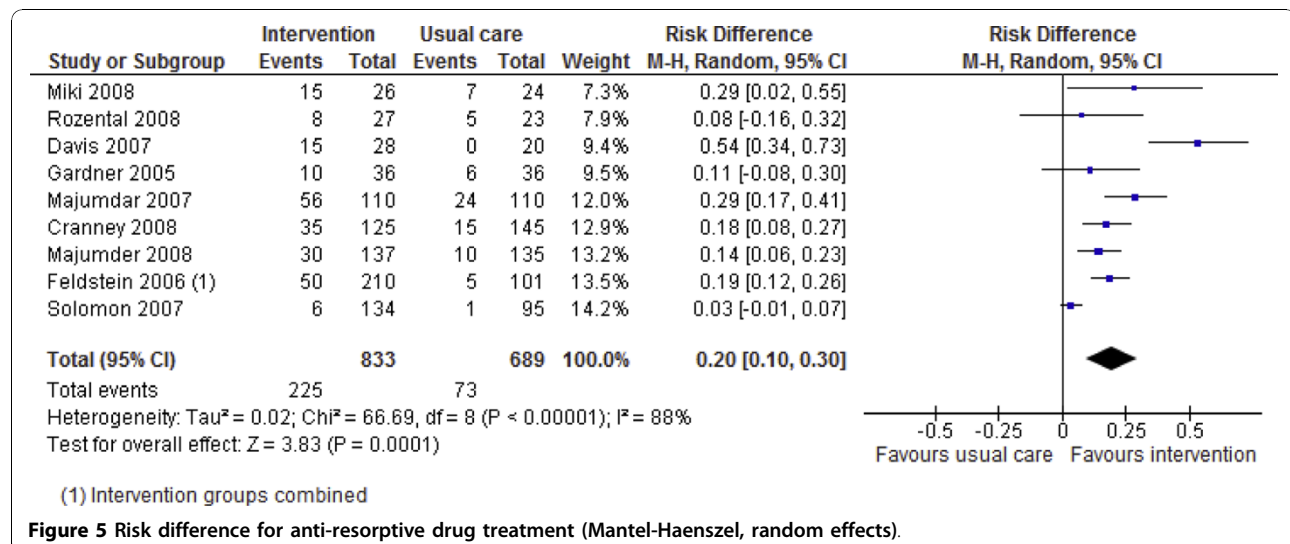 Intervention Usual care Risk Difference Risk Difference
Study or Subgroup Events Total Events Total Weight M-H, Random, 95% CI M-H, Random, 95% CI
Miki 2008 15 26 7 24 7.3% 0.29 [0.02, 0.55]
Rozental 2008 8 27 5 23 7.9% 0.08 [-0.16, 0.32]
Davis 2007 15 28 0 20 9.4% 0.54 [0.34, 0.73]
Gardner 2005 10 36 6 36 9.5% 0.11 [-0.08, 0.30]
Majumdar 2007 56 110 24 110 12.0% 0.29 [0.17, 0.41]
Cranney 2008 35 125 15 145 12.9% 0.18 [0.08, 0.27]
Majumder 2008 30 137 10 135 13.2% 0.14 [0.06, 0.23]
Feldstein 2006 (1) 50 210 5 101 13.5% 0.19 [0.12, 0.26]
Solomon 2007 6 134 1 95 14.2% 0.03 [-0.01, 0.07]
Total (95% CI) 833 689 100.0% 0.20 [0.10, 0.30]
Total events 225 73
Heterogeneity: Tau² = 0.02; Chi² = 66.69, df = 8 (P < 0.00001); I² = 88%
Test for overall effect: Z = 3.83 (P = 0.0001)
-0.5 -0.25 0 0.25 0.5
Favours usual care Favours intervention
(1) Intervention groups combined
Figure 5 Risk difference for anti-resorptive drug treatment (Mantel-Haenszel, random effects).